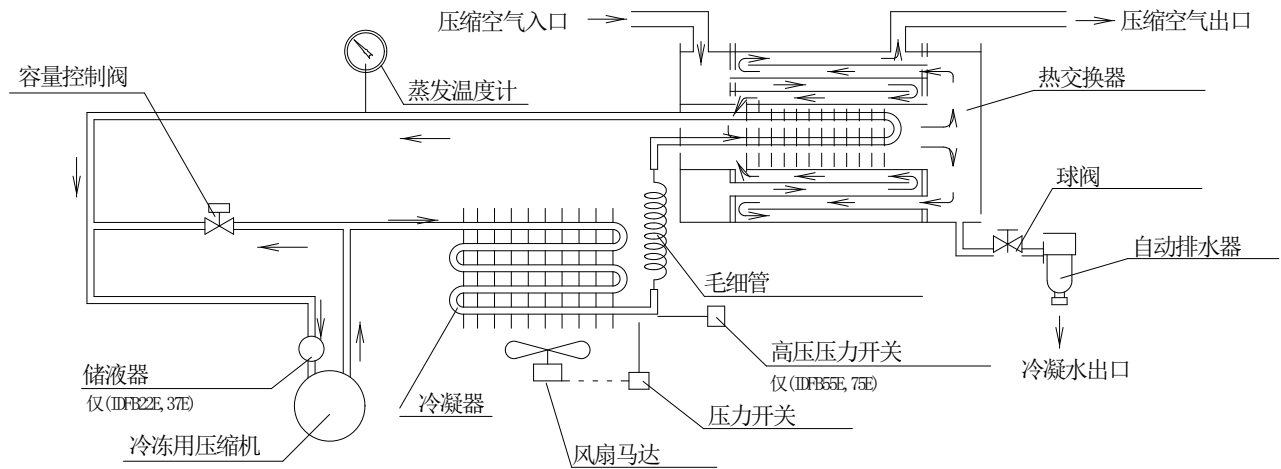 压缩空气入口
压缩空气出口
容量控制阀
蒸发温度计
热交换器
球阀
自动排水器
毛细管
高压压力开关
仅(IDFB55E,75E)
冷凝水出口
储液器
仅(IDFB22E,37E)
冷凝器
压力开关
冷冻用压缩机
风扇马达